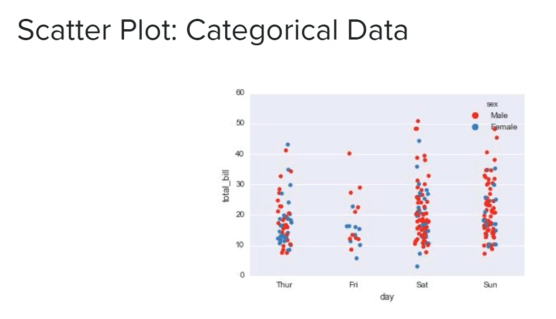 Scatter Plot: Categorical Data
60
50
40
30
20
10
0
total_bill
sex
Male
Female
Thur Fri Sat Sun
day